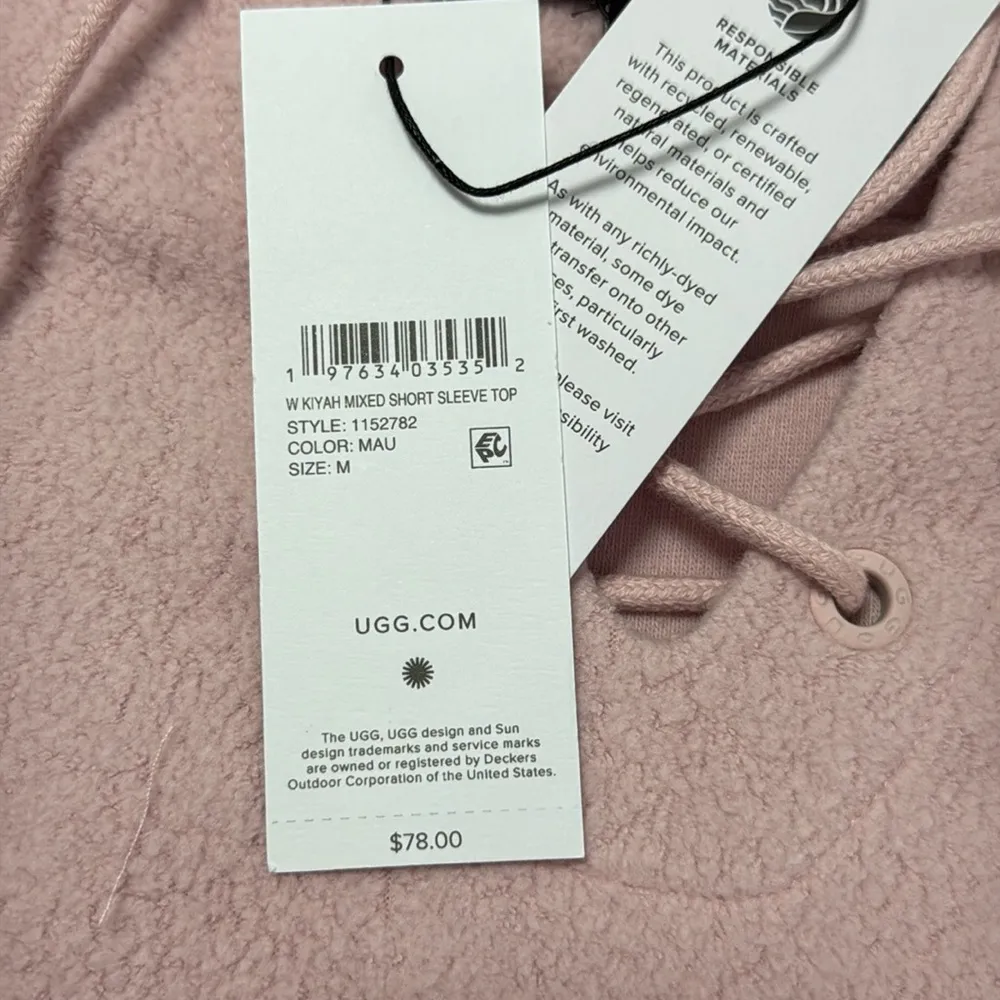 1 97634 03535 2
W KIYAH MIXED SHORT SLEEVE TOP
STYLE: 1152782
COLOR: MAU
SIZE: M
EPC
UGG.COM
The UGG, UGG design and Sun
design trademarks and service marks
are owned or registered by Deckers
Outdoor Corporation of the United States.
$78.00
RESPONSIBLE
MATERIALS
This product is crafted
with recycled, renewable,
regenerated, or certified
natural materials and
helps reduce our
environmental impact.
As with any richly-dyed
material, some dye
transfer onto other
es, particularly
first washed.
please visit
sibility
UGG